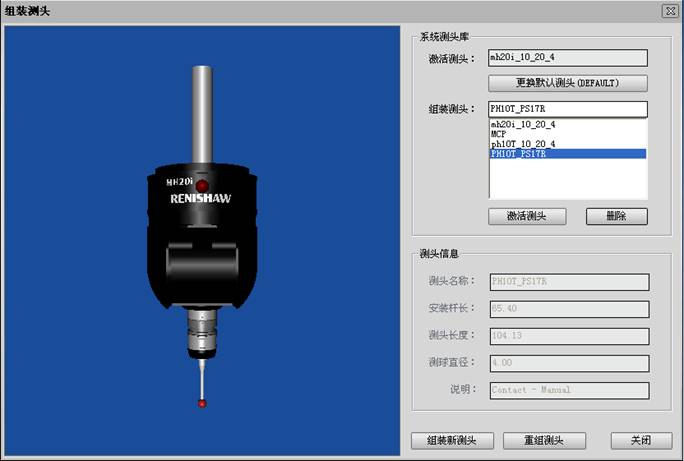 组装测头
MH20i
RENISHAW
系统测头库
激活测头：
mh20i_10_20_4
更换默认测头(DEFAULT)
组装测头：
PH10T_PS17R
mh20i_10_20_4
MCP
ph10T_10_20_4
PH10T_PS17R
激活测头
删除
测头信息
测头名称：
PH10T_PS17R
安装杆长：
65.40
测头长度：
104.13
测球直径：
4.00
说明：
Contact - Manual
组装新测头
重组测头
关闭